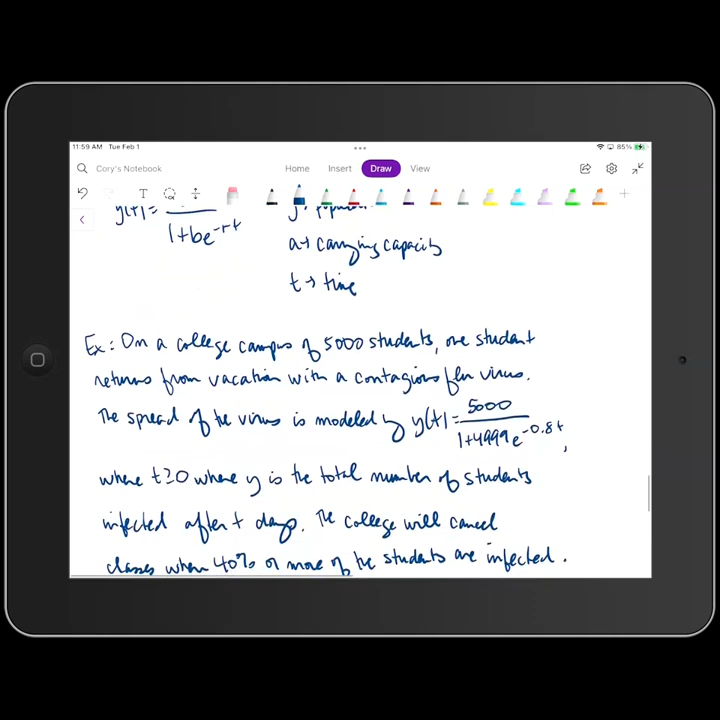 11:59 AM Tue Feb 1
85%
Cory's Notebook
Home Insert Draw View
T
y(t) = 1+be^-rt
a → carrying capacity
t → time
Ex: On a college campus of 5000 students, one student
returns from vacation with a contagious flu virus.
The spread of the virus is modeled by y(t) = 5000 / 1+4999e^-0.8t,
where t≥0 where y is the total number of students
infected after t days. The college will cancel
classes when 40% or more of the students are infected.